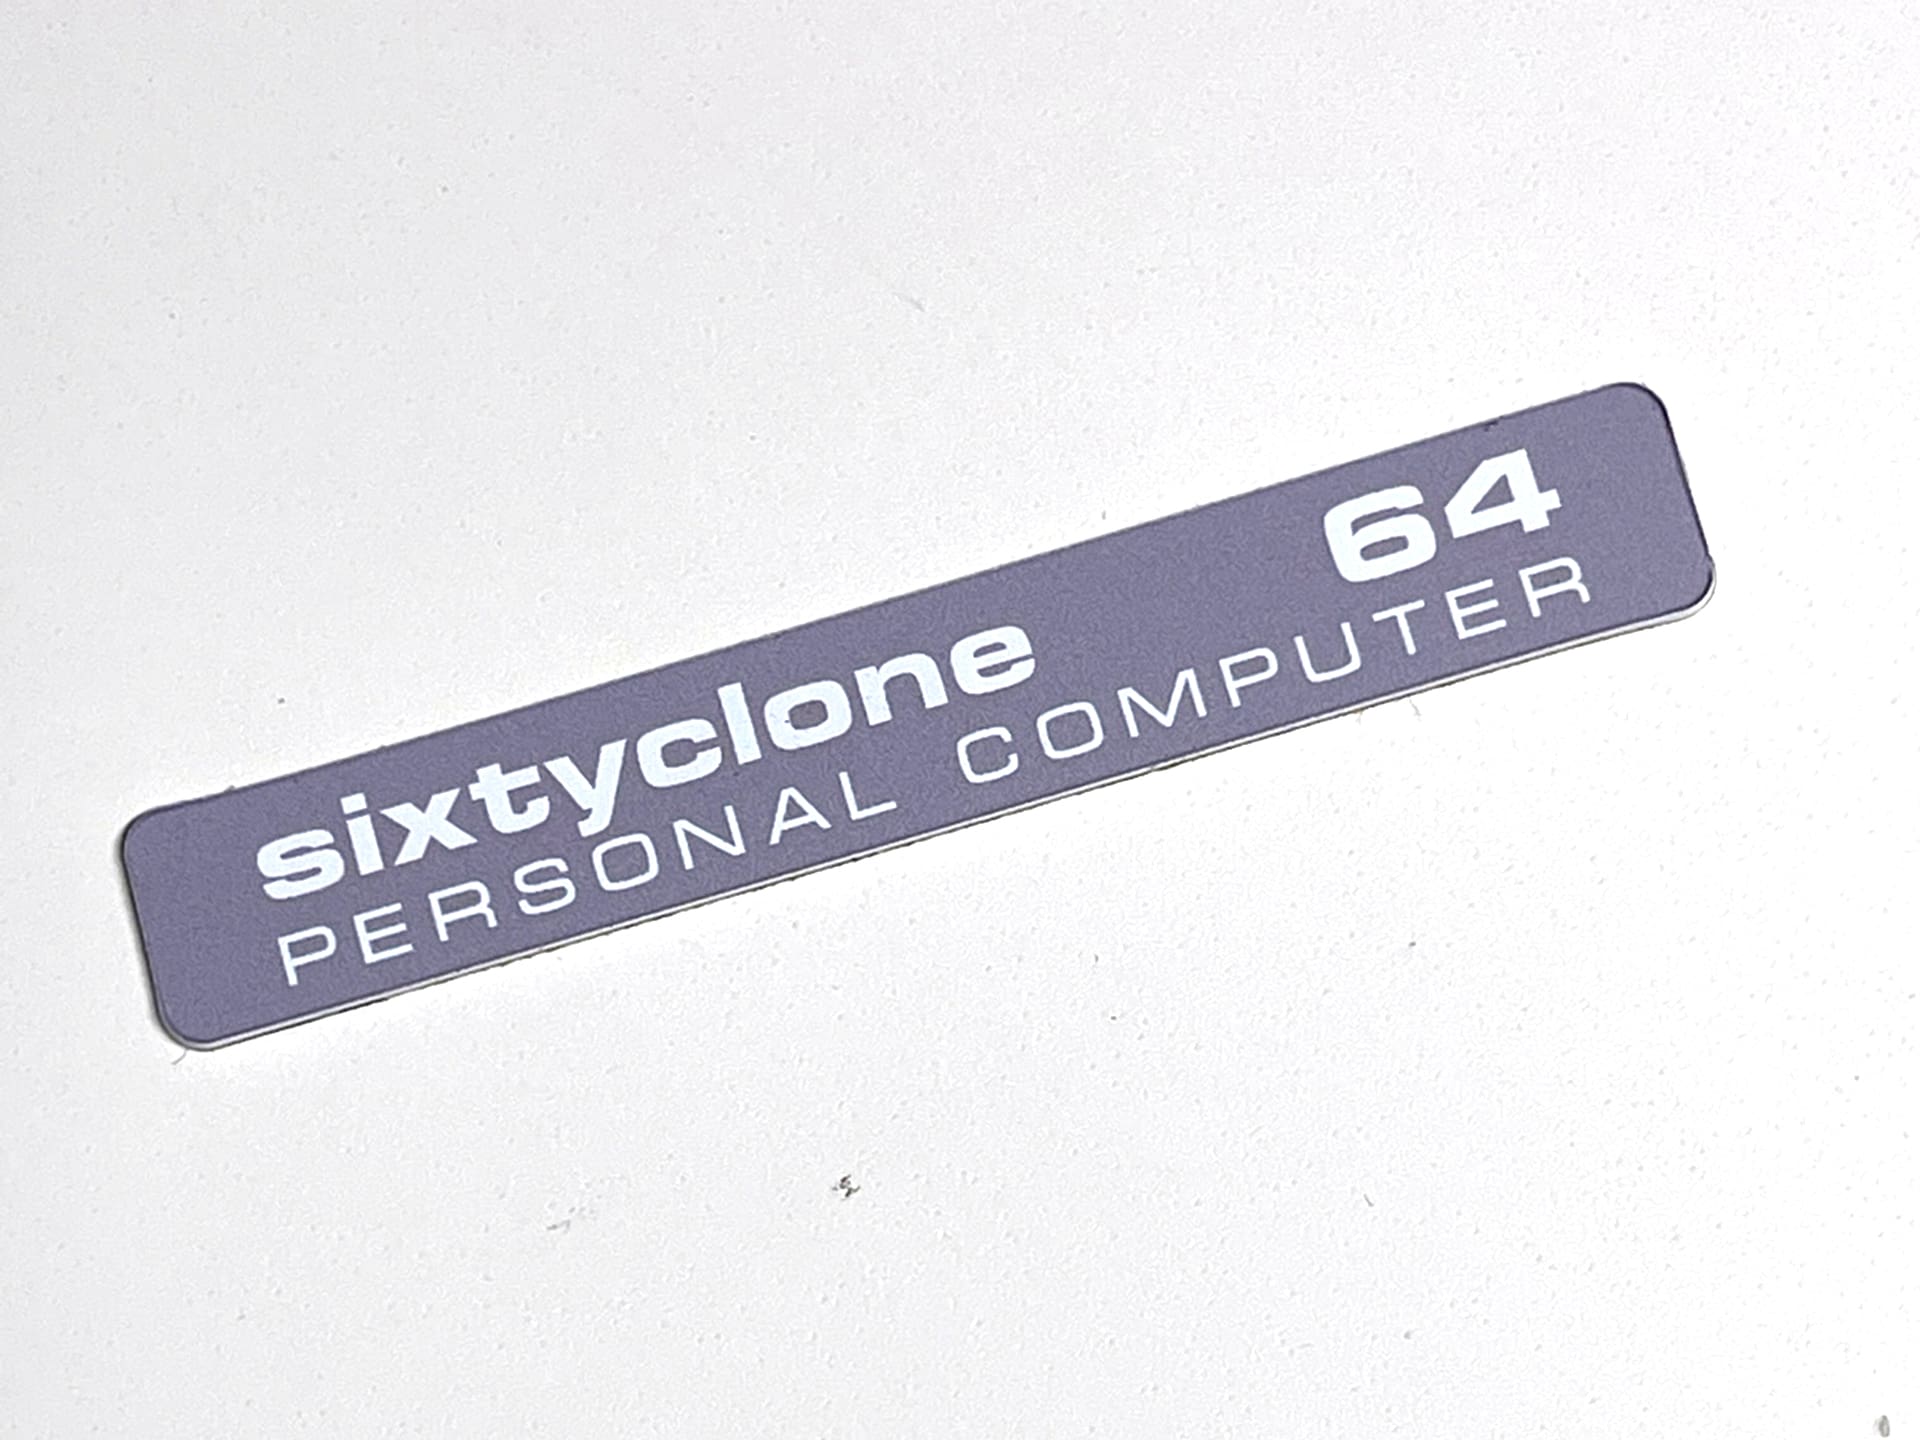 sixtyclone 64
PERSONAL COMPUTER